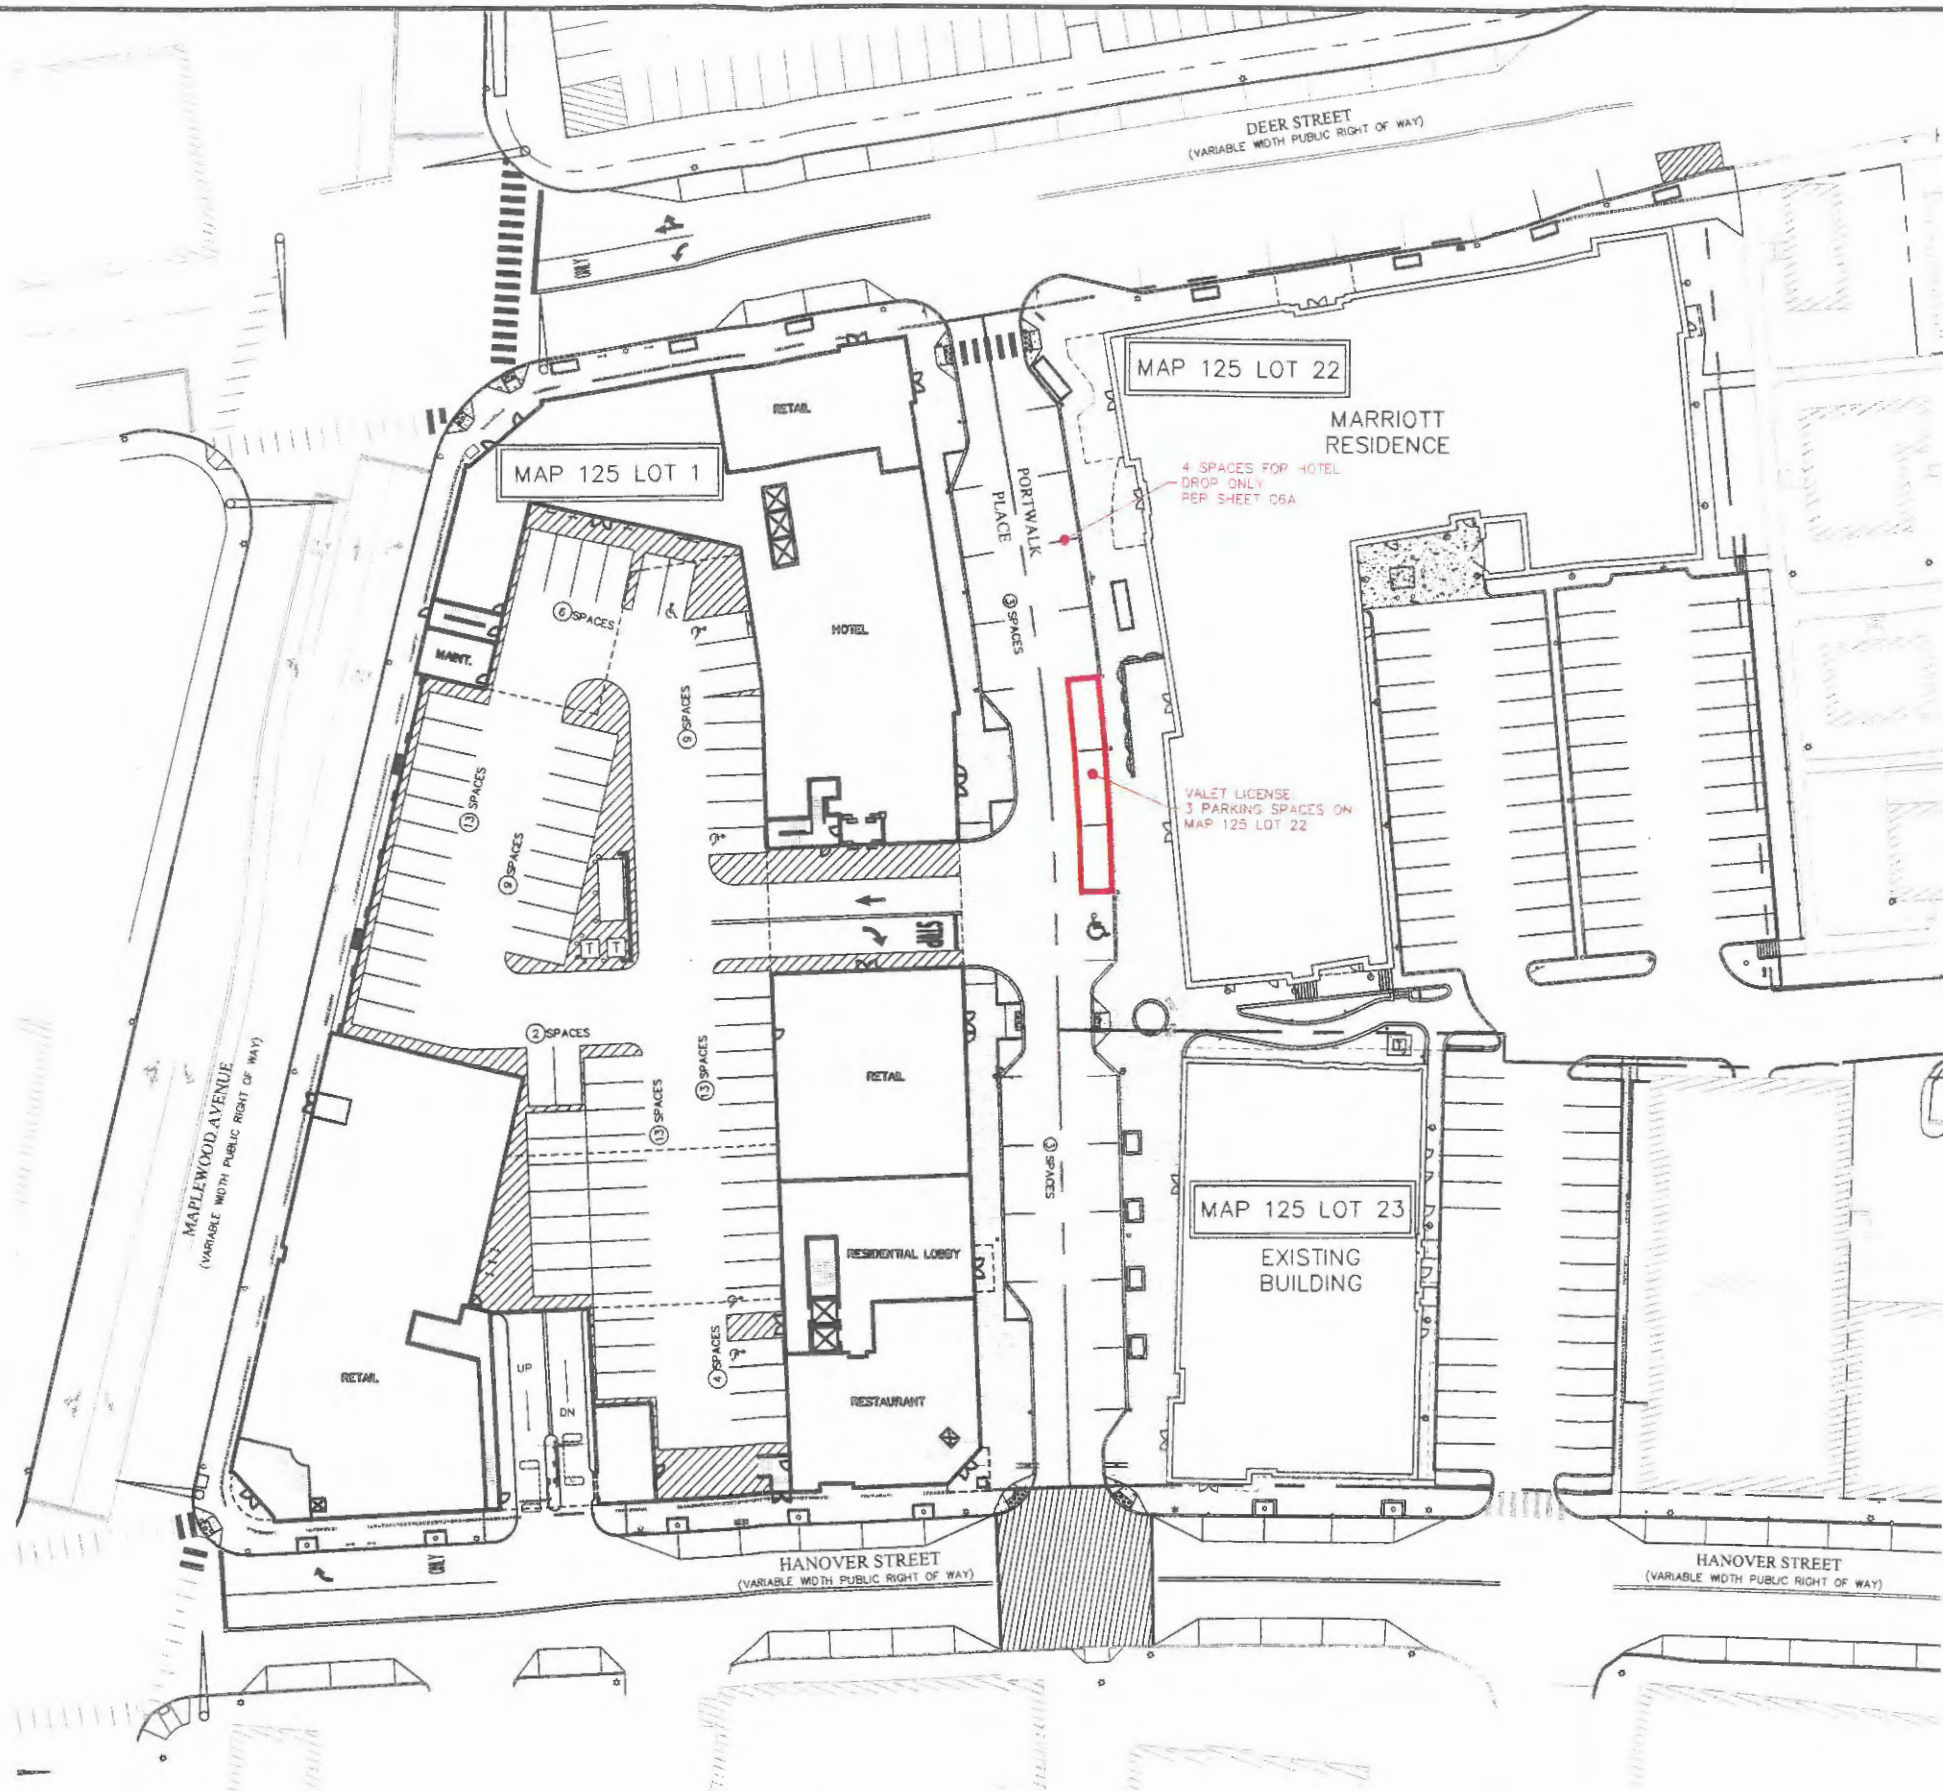 DEER STREET
(VARIABLE WIDTH PUBLIC RIGHT OF WAY)
ONLY
MAP 125 LOT 22
MARRIOTT
RESIDENCE
RETAIL
MAP 125 LOT 1
4 SPACES FOR HOTEL
DROP ONLY
PER SHEET C6A
PORTWALK
PLACE
6 SPACES
3 SPACES
HOTEL
MAINT.
9 SPACES
13 SPACES
9 SPACES
VALET LICENSE
3 PARKING SPACES ON
MAP 125 LOT 22
STOP
T T
2 SPACES
13 SPACES
13 SPACES
RETAIL
MAPLEWOOD AVENUE
(VARIABLE WIDTH PUBLIC RIGHT OF WAY)
3 SPACES
MAP 125 LOT 23
EXISTING
BUILDING
RESIDENTIAL LOBBY
4 SPACES
UP
DN
RETAIL
RESTAURANT
ONLY
HANOVER STREET
(VARIABLE WIDTH PUBLIC RIGHT OF WAY)
HANOVER STREET
(VARIABLE WIDTH PUBLIC RIGHT OF WAY)